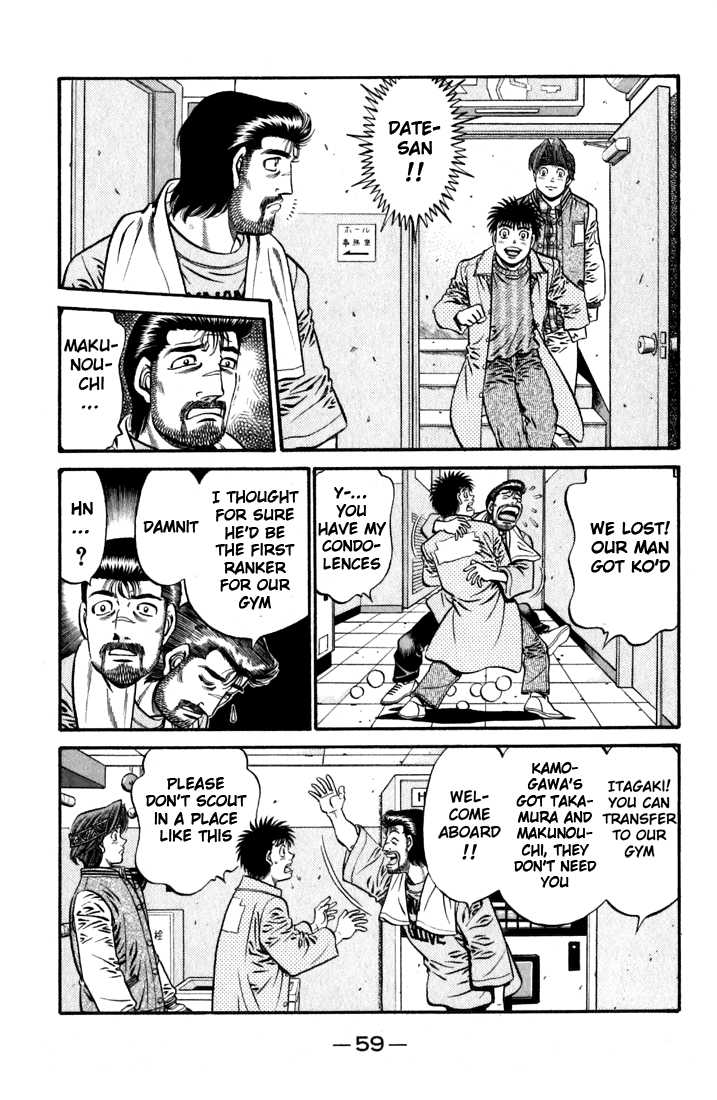 DATE-
SAN
!!
ホール
事務室
←
MAKU-
NOU-
CHI
...
WE LOST!
OUR MAN
GOT KO'D
Y-...
YOU
HAVE MY
CONDO-
LENCES
I THOUGHT
FOR SURE
HE'D BE
THE FIRST
RANKER
FOR OUR
GYM
DAMNIT
HN
...
?
ITAGAKI!
YOU CAN
TRANSFER
TO OUR
GYM
KAMO-
GAWA'S
GOT TAKA-
MURA AND
MAKUNOU-
CHI, THEY
DON'T NEED
YOU
WEL-
COME
ABOARD
!!
PLEASE
DON'T SCOUT
IN A PLACE
LIKE THIS
H
栓
—59—